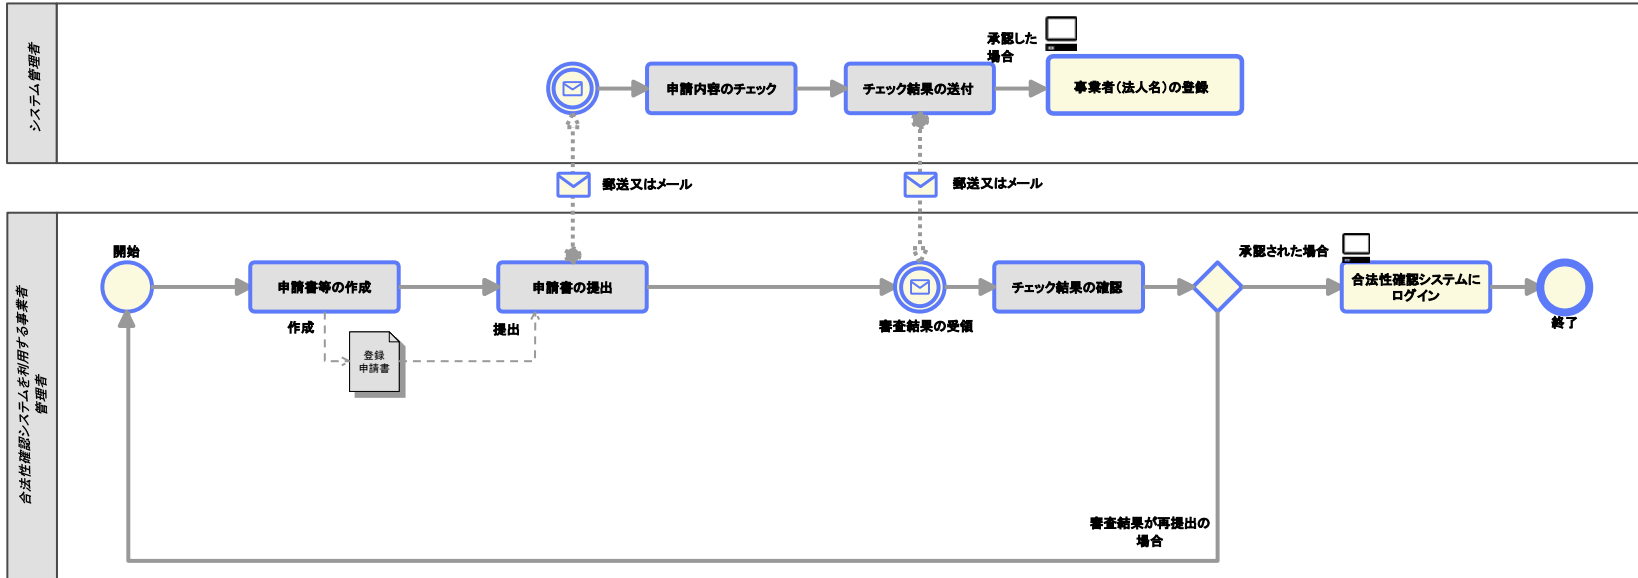 システム管理者
承認した
場合
申請内容のチェック
チェック結果の送付
事業者（法人名）の登録
郵送又はメール
郵送又はメール
合法性確認システムを利用する事業者
管理者
開始
申請書等の作成
申請書の提出
作成
提出
登録
申請書
審査結果の受領
チェック結果の確認
承認された場合
合法性確認システムに
ログイン
終了
審査結果が再提出の
場合